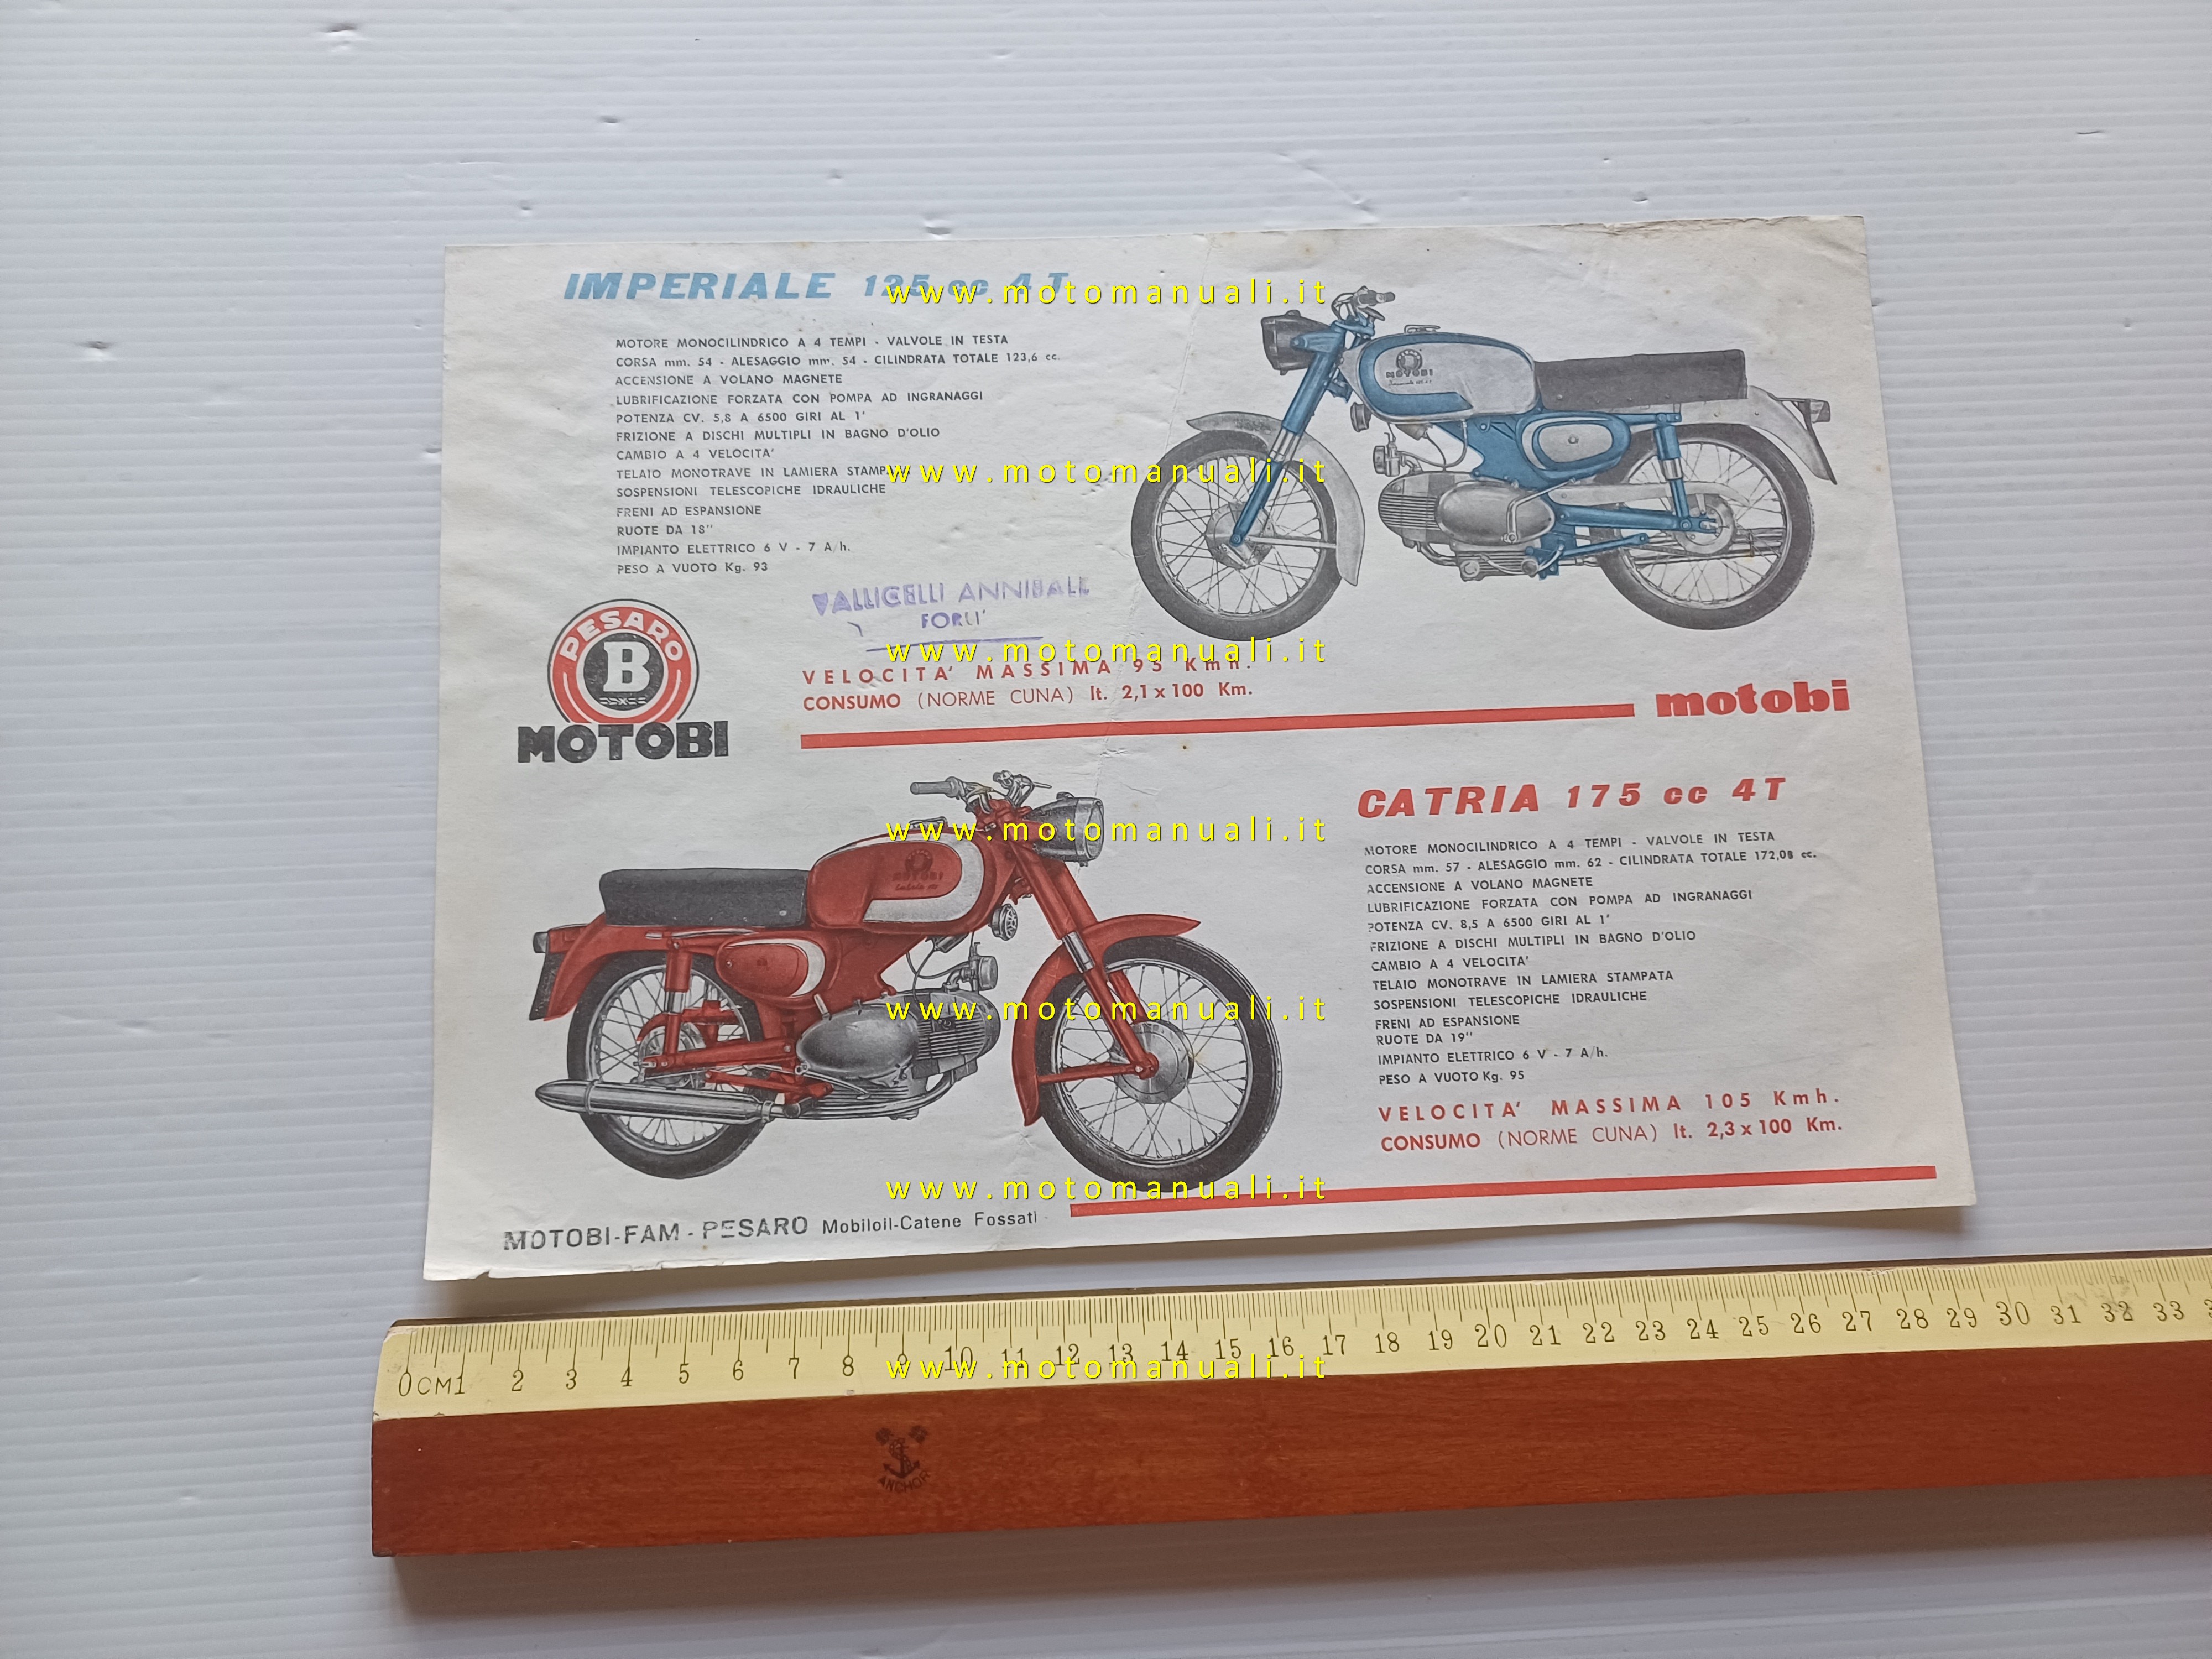 IMPERIALE 125 cc 4 T
MOTORE MONOCILINDRICO A 4 TEMPI - VALVOLE IN TESTA
CORSA mm. 54 - ALESAGGIO mm. 54 - CILINDRATA TOTALE 123,6 cc.
ACCENSIONE A VOLANO MAGNETE
LUBRIFICAZIONE FORZATA CON POMPA AD INGRANAGGI
POTENZA CV. 5,8 A 6500 GIRI AL 1'
FRIZIONE A DISCHI MULTIPLI IN BAGNO D'OLIO
CAMBIO A 4 VELOCITA'
TELAIO MONOTRAVE IN LAMIERA STAMPATA
SOSPENSIONI TELESCOPICHE IDRAULICHE
FRENI AD ESPANSIONE
RUOTE DA 18"
IMPIANTO ELETTRICO 6 V - 7 A/h.
PESO A VUOTO Kg. 93
VALLICELLI ANNIBALE
FORLI'
VELOCITA' MASSIMA 95 Kmh.
CONSUMO (NORME CUNA) lt. 2,1 x 100 Km.
PESARO
B
MOTOBI
MOTOBI
motobi
CATRIA 175 cc 4T
MOTORE MONOCILINDRICO A 4 TEMPI - VALVOLE IN TESTA
CORSA mm. 57 - ALESAGGIO mm. 62 - CILINDRATA TOTALE 172,08 cc.
ACCENSIONE A VOLANO MAGNETE
LUBRIFICAZIONE FORZATA CON POMPA AD INGRANAGGI
POTENZA CV. 8,5 A 6500 GIRI AL 1'
FRIZIONE A DISCHI MULTIPLI IN BAGNO D'OLIO
CAMBIO A 4 VELOCITA'
TELAIO MONOTRAVE IN LAMIERA STAMPATA
SOSPENSIONI TELESCOPICHE IDRAULICHE
FRENI AD ESPANSIONE
RUOTE DA 19"
IMPIANTO ELETTRICO 6 V - 7 A/h.
PESO A VUOTO Kg. 95
VELOCITA' MASSIMA 105 Kmh.
CONSUMO (NORME CUNA) lt. 2,3 x 100 Km.
MOTOBI
MOTOBI-FAM - PESARO Mobiloil-Catene Fossati
0CM1 2 3 4 5 6 7 8 9 10 11 12 13 14 15 16 17 18 19 20 21 22 23 24 25 26 27 28 29 30 31 32 33
ANCHOR
www.motomanuali.it
www.motomanuali.it
www.motomanuali.it
www.motomanuali.it
www.motomanuali.it
www.motomanuali.it
www.motomanuali.it